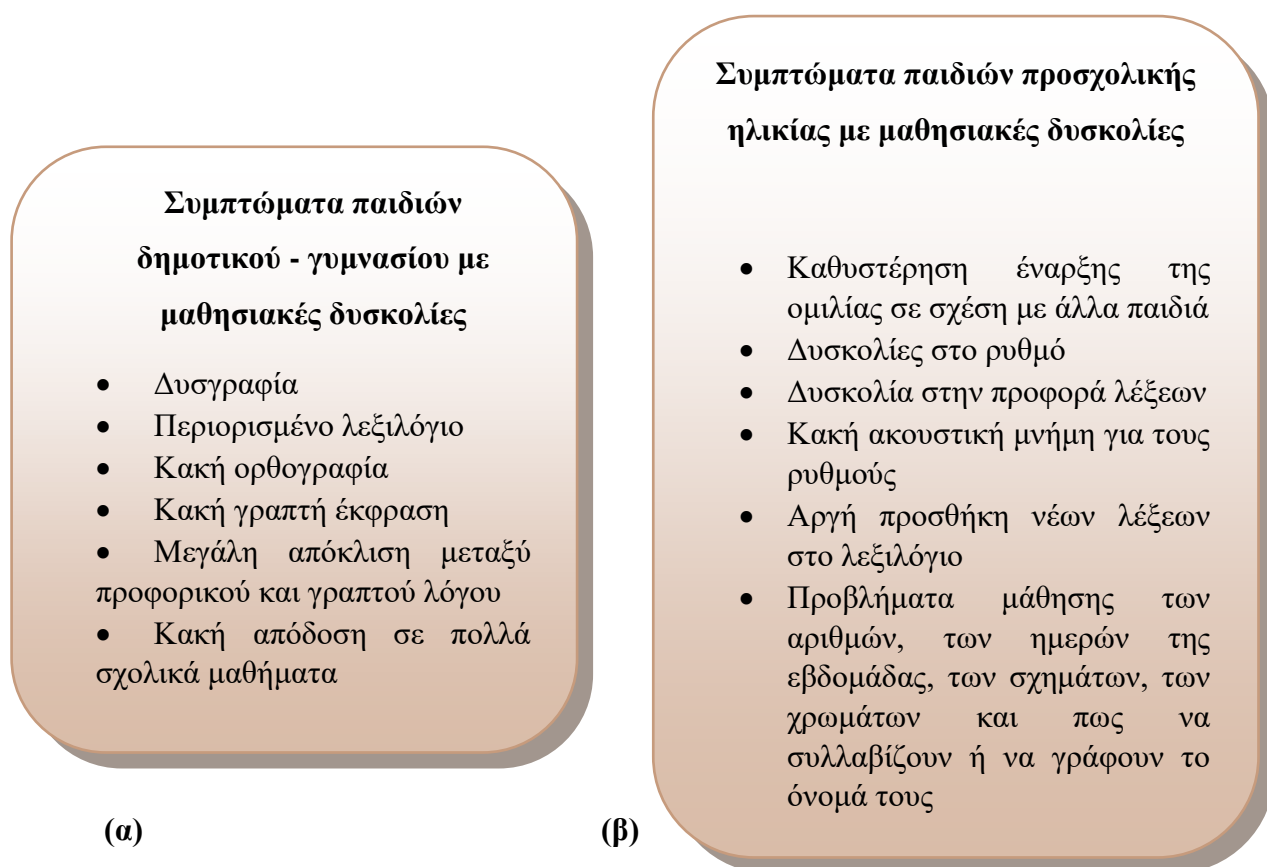 Συμπτώματα παιδιών
δημοτικού - γυμνασίου με
μαθησιακές δυσκολίες
• Δυσγραφία
• Περιορισμένο λεξιλόγιο
• Κακή ορθογραφία
• Κακή γραπτή έκφραση
• Μεγάλη απόκλιση μεταξύ
προφορικού και γραπτού λόγου
• Κακή απόδοση σε πολλά
σχολικά μαθήματα
(α)
Συμπτώματα παιδιών προσχολικής
ηλικίας με μαθησιακές δυσκολίες
• Καθυστέρηση έναρξης της
ομιλίας σε σχέση με άλλα παιδιά
• Δυσκολίες στο ρυθμό
• Δυσκολία στην προφορά λέξεων
• Κακή ακουστική μνήμη για τους
ρυθμούς
• Αργή προσθήκη νέων λέξεων
στο λεξιλόγιο
• Προβλήματα μάθησης των
αριθμών, των ημερών της
εβδομάδας, των σχημάτων, των
χρωμάτων και πως να
συλλαβίζουν ή να γράφουν το
όνομά τους
(β)